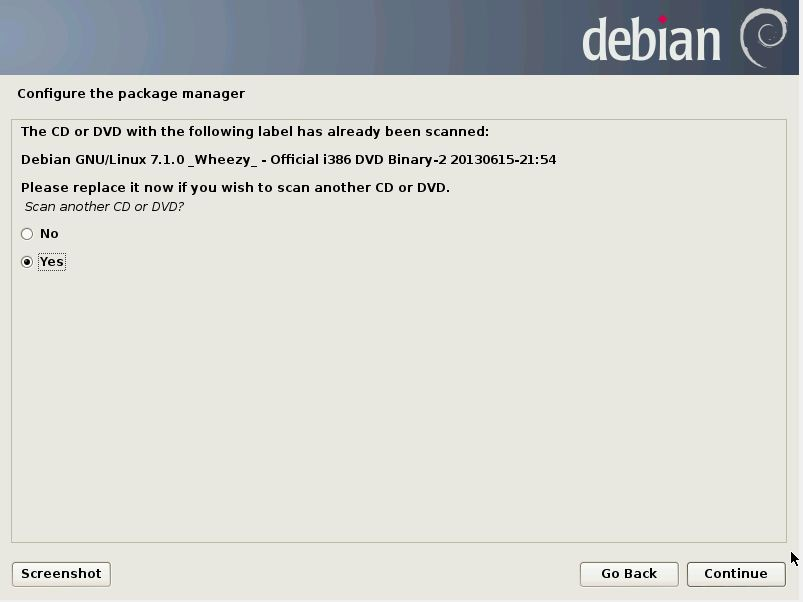 debian
Configure the package manager
The CD or DVD with the following label has already been scanned:
Debian GNU/Linux 7.1.0 _Wheezy_ - Official i386 DVD Binary-2 20130615-21:54
Please replace it now if you wish to scan another CD or DVD.
Scan another CD or DVD?
No
Yes
Screenshot
Go Back
Continue